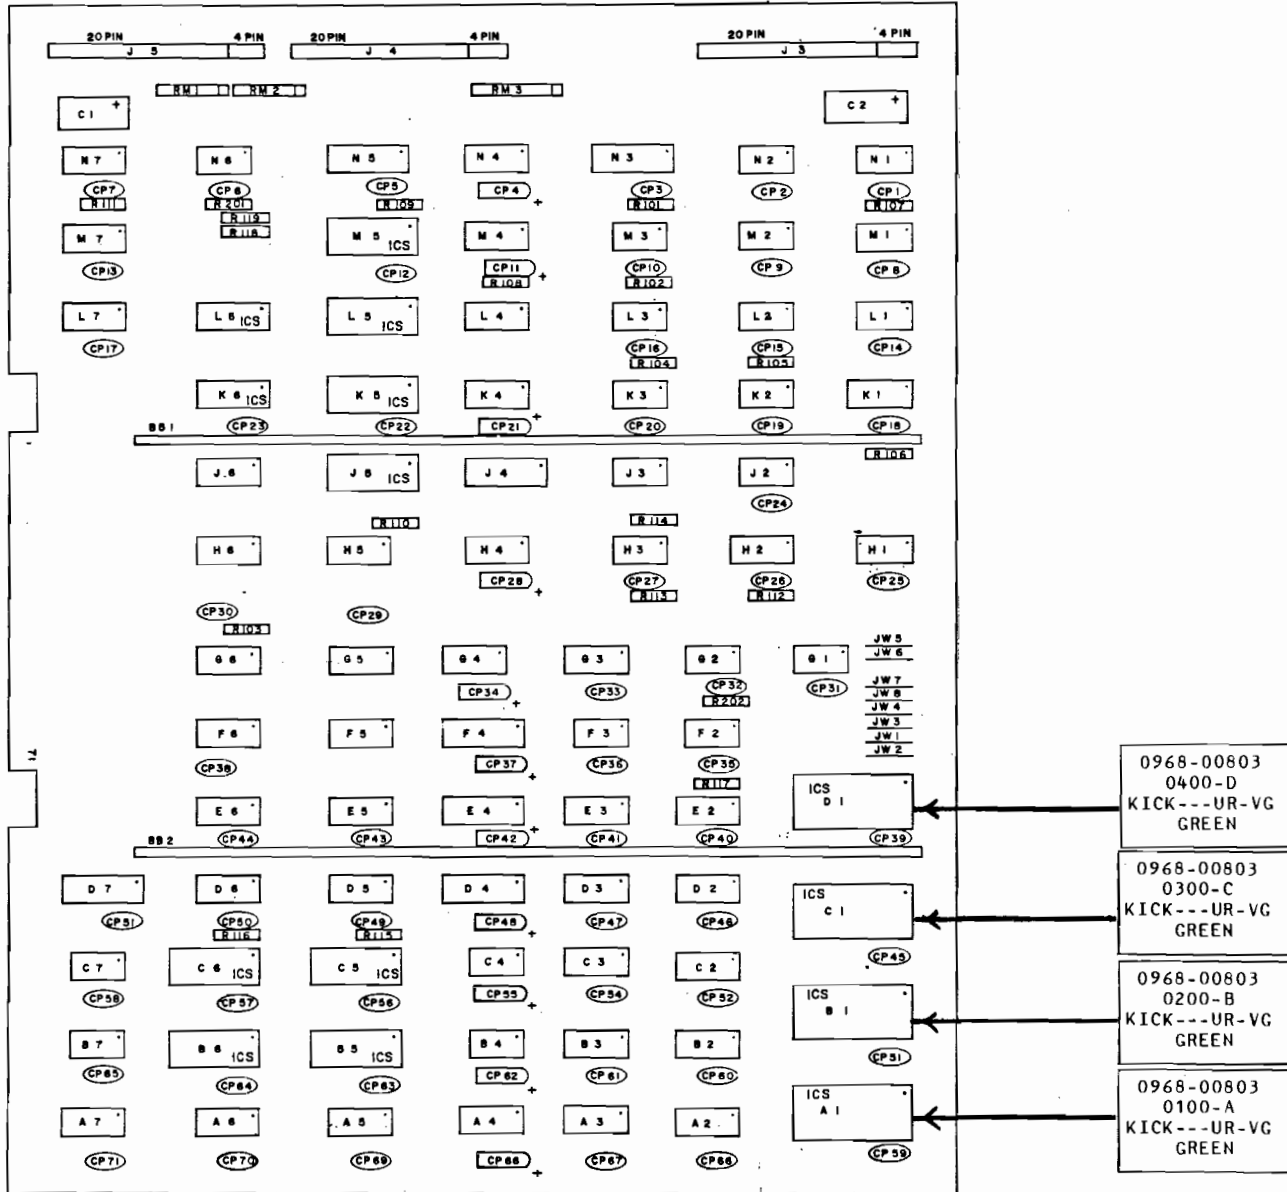 20 PIN 4 PIN 20 PIN 4 PIN 20 PIN 4 PIN
J 5 J 4 J 3
RM 1 RM 2 RM 3
C 1 + C 2 +
N 7 N 6 N 5 N 4 N 3 N 2 N 1
CP7 CP6 CP5 CP4 + CP3 CP2 CP1
R111 R201 R109 R101 R107
R119
R118
M 7 M 5 ICS M 4 M 3 M 2 M 1
CP13 CP12 CP11 + CP10 CP9 CP8
R108 R102
L 7 L 6 ICS L 5 ICS L 4 L 3 L 2 L 1
CP17 CP16 CP15 CP14
R104 R105
K 6 ICS K 5 ICS K 4 K 3 K 2 K 1
BB1 CP23 CP22 CP21 + CP20 CP19 CP18
R106
J 6 J 5 ICS J 4 J 3 J 2
CP24
R110 R114
H 6 H 5 H 4 H 3 H 2 H 1
CP28 + CP27 CP26 CP25
R113 R112
CP30 CP29
R103
JW 5
JW 6
G 6 G 5 G 4 G 3 G 2 G 1
CP34 + CP33 CP32 CP31
R202
JW 7
JW 8
JW 4
JW 3
JW 1
JW 2
F 6 F 5 F 4 F 3 F 2
CP38 CP37 + CP36 CP35
R117
ICS
D 1
E 6 E 5 E 4 E 3 E 2
BB2 CP44 CP43 CP42 + CP41 CP40 CP39
D 7 D 6 D 5 D 4 D 3 D 2
CP51 CP50 CP49 CP48 + CP47 CP46
R116 R115
ICS
C 1
CP45
C 7 C 6 ICS C 5 ICS C 4 C 3 C 2
CP58 CP57 CP56 CP55 + CP54 CP52
ICS
B 1
CP51
B 7 B 6 ICS B 5 ICS B 4 B 3 B 2
CP65 CP64 CP63 CP62 + CP61 CP60
ICS
A 1
CP59
A 7 A 6 A 5 A 4 A 3 A 2
CP71 CP70 CP69 CP68 + CP67 CP66
0968-00803
0400-D
KICK---UR-VG
GREEN
0968-00803
0300-C
KICK---UR-VG
GREEN
0968-00803
0200-B
KICK---UR-VG
GREEN
0968-00803
0100-A
KICK---UR-VG
GREEN